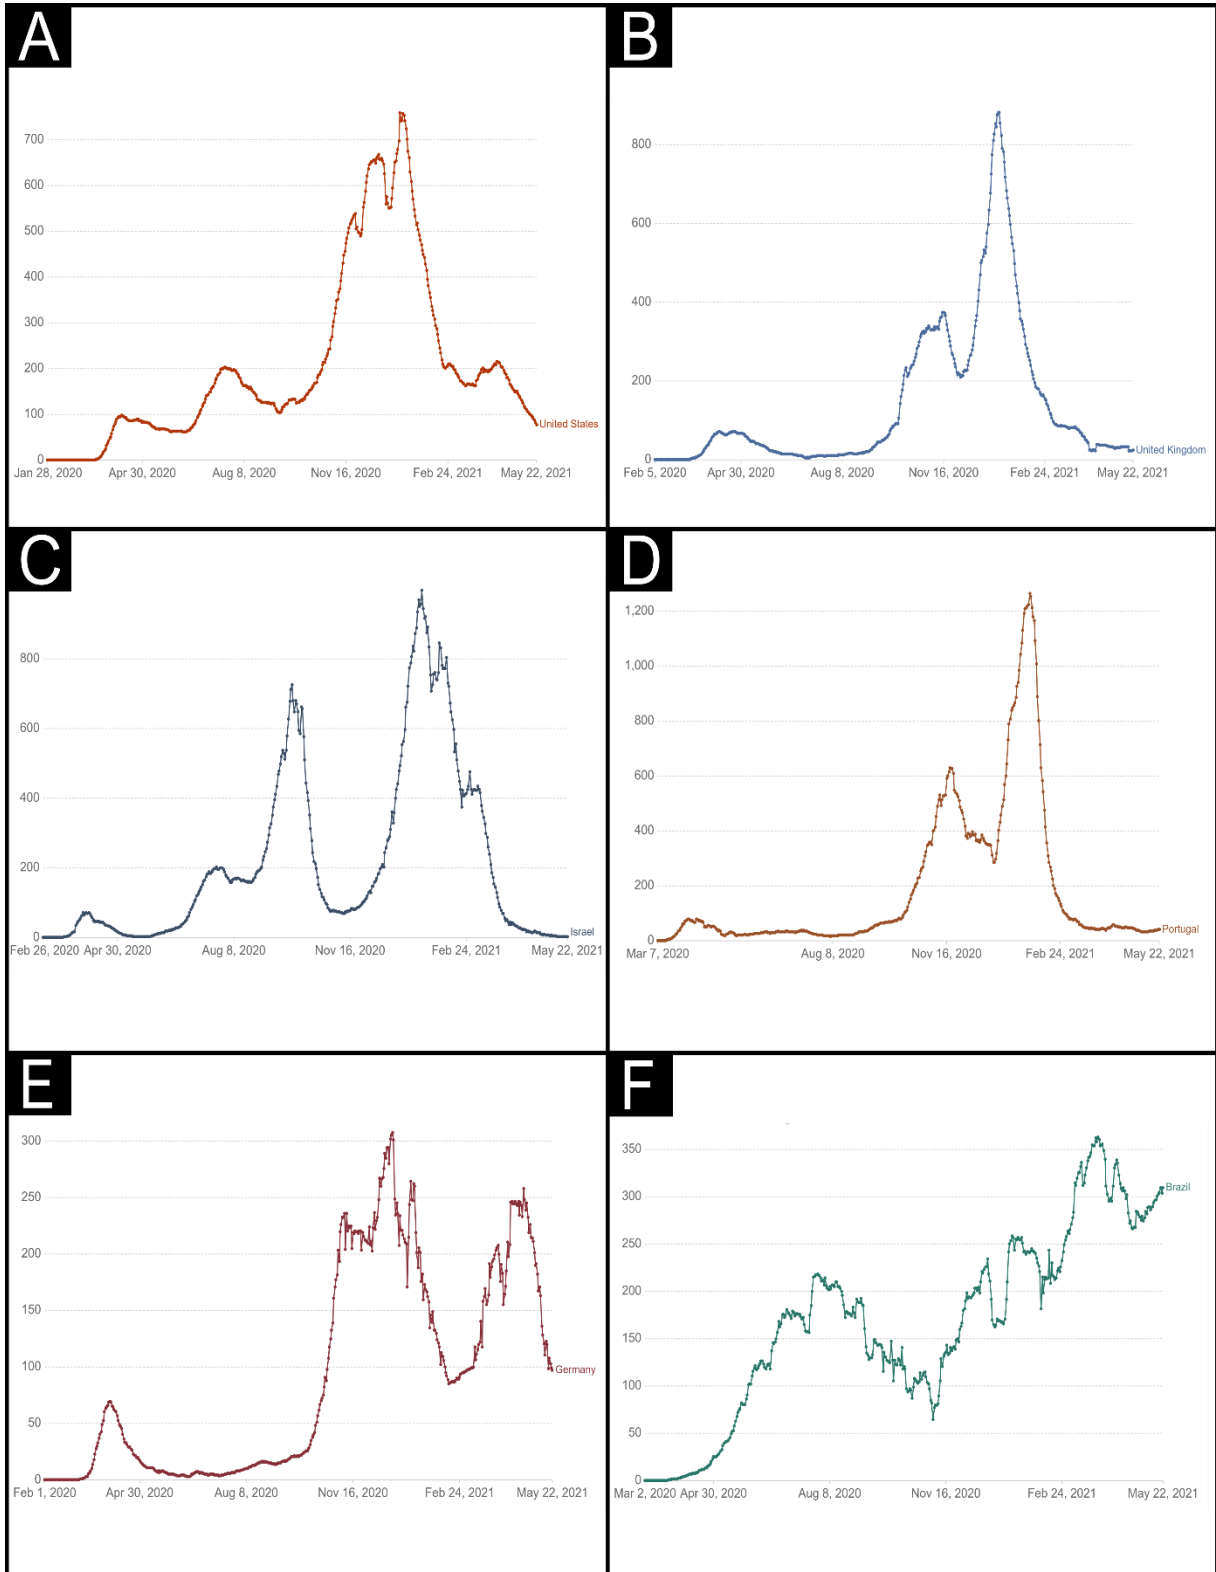 A
700
600
500
400
300
200
100
0
United States
Jan 28, 2020 Apr 30, 2020 Aug 8, 2020 Nov 16, 2020 Feb 24, 2021 May 22, 2021
B
800
600
400
200
0
United Kingdom
Feb 5, 2020 Apr 30, 2020 Aug 8, 2020 Nov 16, 2020 Feb 24, 2021 May 22, 2021
C
800
600
400
200
0
Israel
Feb 26, 2020 Apr 30, 2020 Aug 8, 2020 Nov 16, 2020 Feb 24, 2021 May 22, 2021
D
1,200
1,000
800
600
400
200
0
Portugal
Mar 7, 2020 Aug 8, 2020 Nov 16, 2020 Feb 24, 2021 May 22, 2021
E
300
250
200
150
100
50
0
Germany
Feb 1, 2020 Apr 30, 2020 Aug 8, 2020 Nov 16, 2020 Feb 24, 2021 May 22, 2021
F
350
300
250
200
150
100
50
0
Brazil
Mar 2, 2020 Apr 30, 2020 Aug 8, 2020 Nov 16, 2020 Feb 24, 2021 May 22, 2021